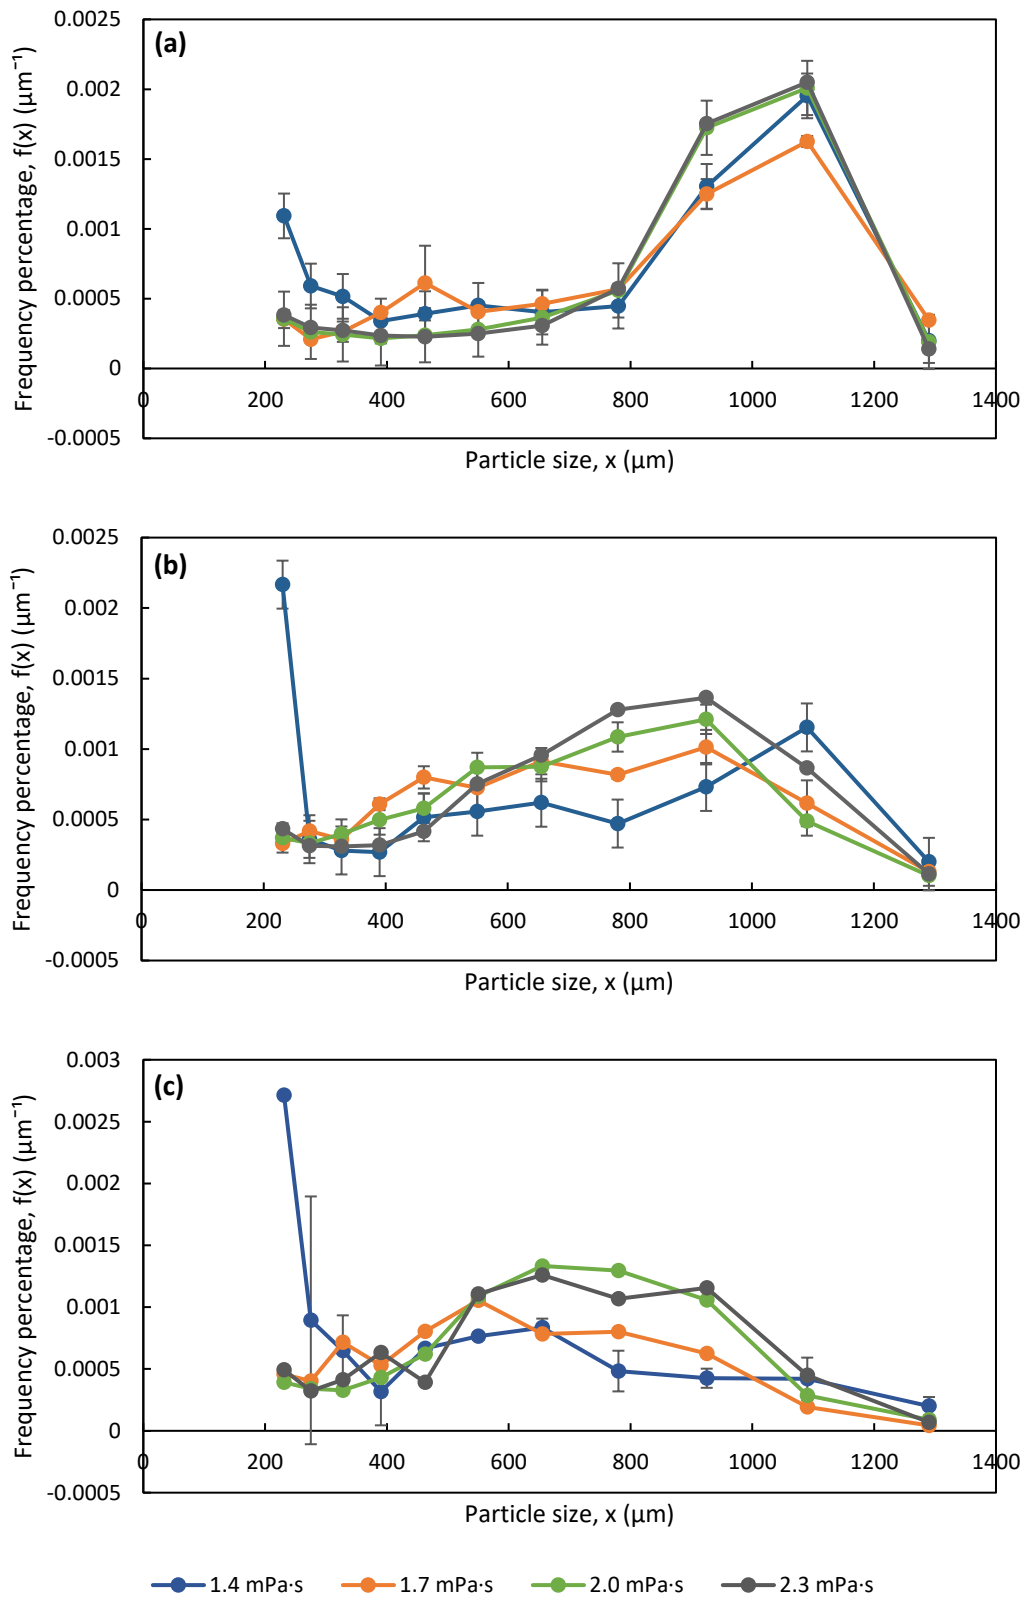 (a)
Frequency percentage, f(x) (µm⁻¹)
0.0025
0.002
0.0015
0.001
0.0005
0
-0.0005
0 200 400 600 800 1000 1200 1400
Particle size, x (µm)
(b)
Frequency percentage, f(x) (µm⁻¹)
0.0025
0.002
0.0015
0.001
0.0005
0
-0.0005
0 200 400 600 800 1000 1200 1400
Particle size, x (µm)
(c)
Frequency percentage, f(x) (µm⁻¹)
0.003
0.0025
0.002
0.0015
0.001
0.0005
0
-0.0005
0 200 400 600 800 1000 1200 1400
Particle size, x (µm)
1.4 mPa·s 1.7 mPa·s 2.0 mPa·s 2.3 mPa·s